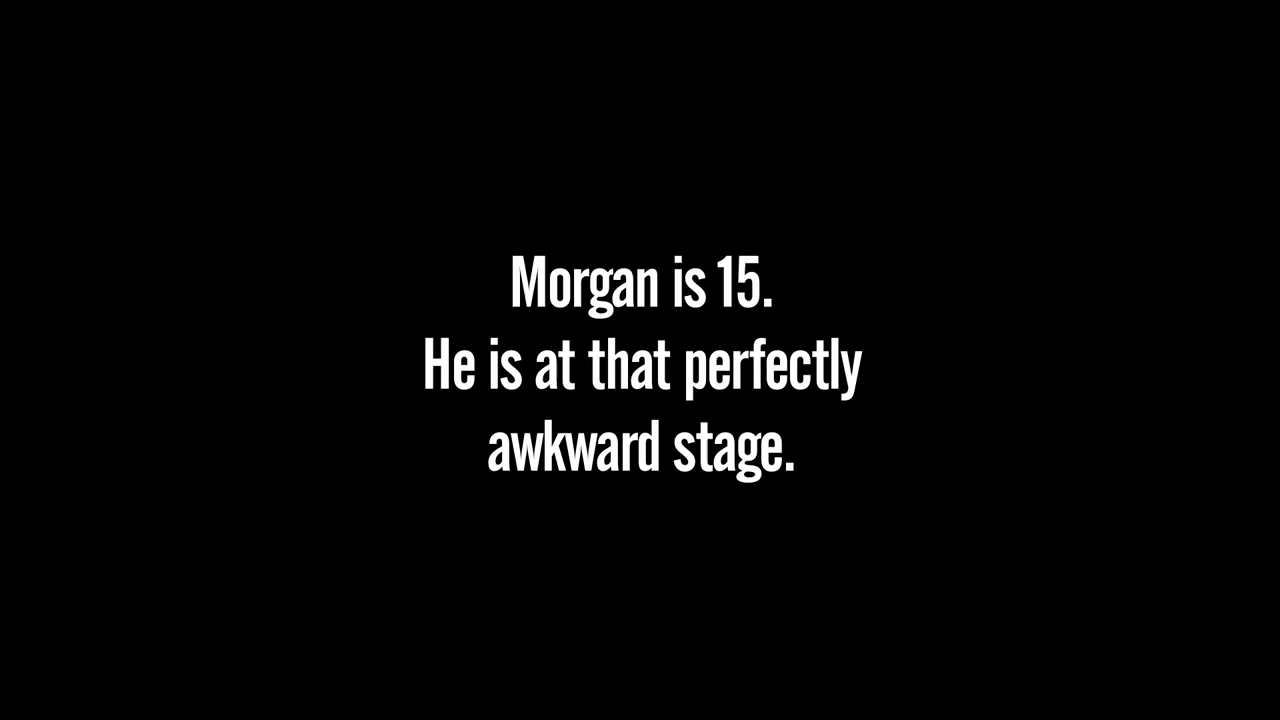 Morgan is 15.
He is at that perfectly
awkward stage.